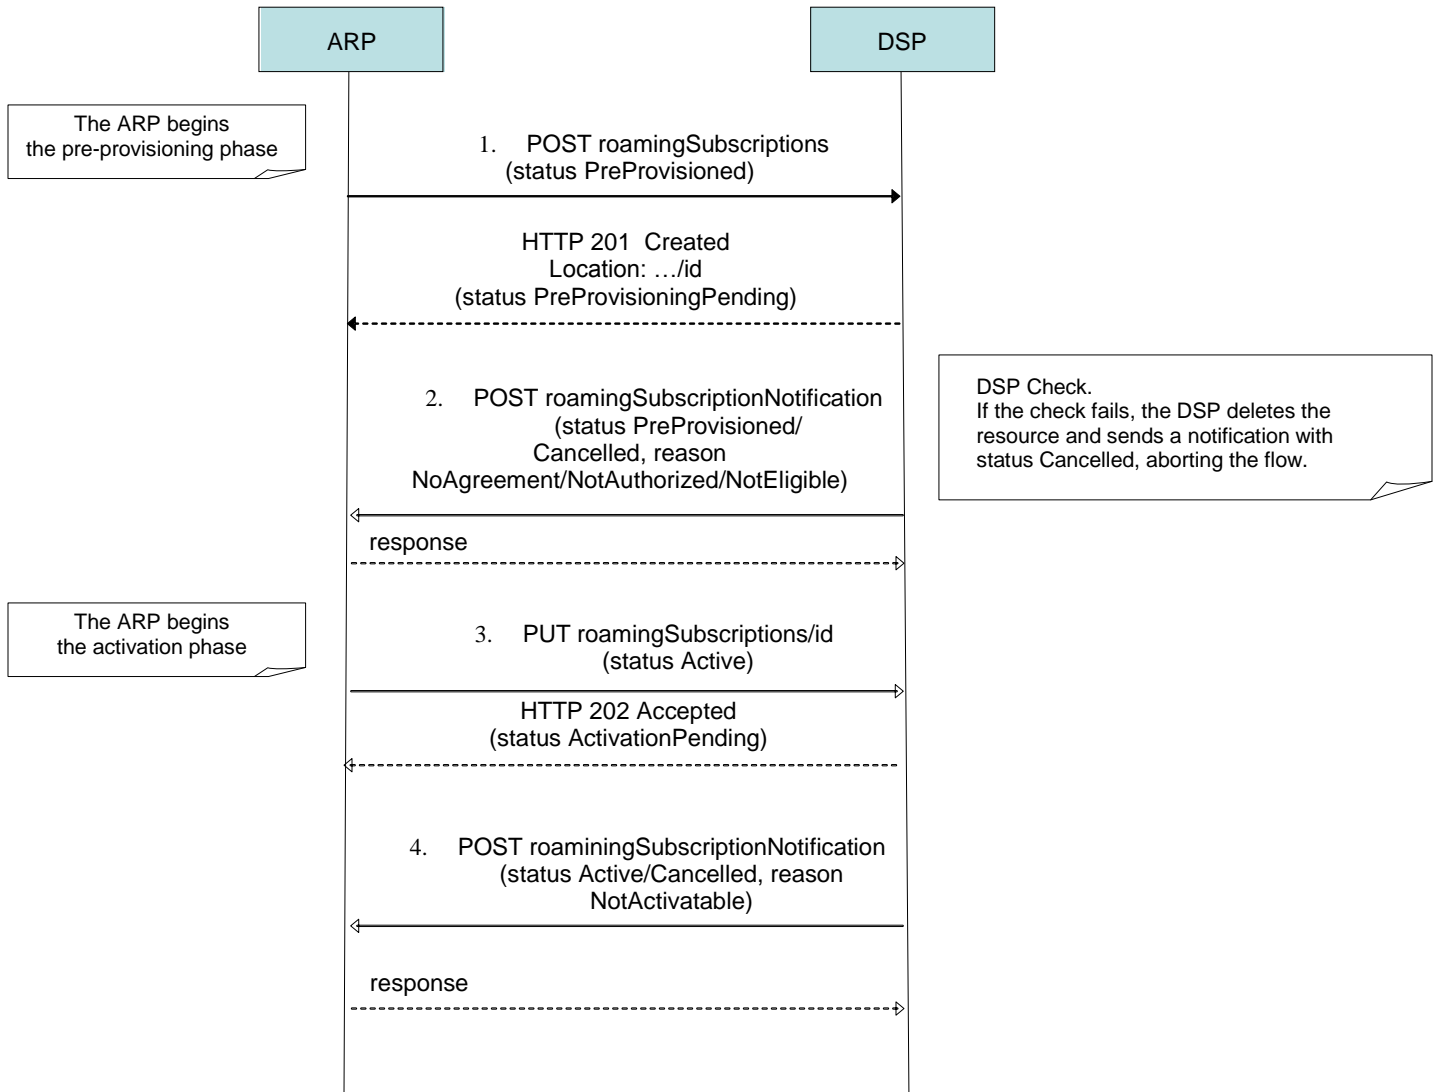 ARP
DSP
The ARP begins
the pre-provisioning phase
1. POST roamingSubscriptions
(status PreProvisioned)
HTTP 201 Created
Location: …/id
(status PreProvisioningPending)
2. POST roamingSubscriptionNotification
(status PreProvisioned/
Cancelled, reason
NoAgreement/NotAuthorized/NotEligible)
DSP Check.
If the check fails, the DSP deletes the
resource and sends a notification with
status Cancelled, aborting the flow.
response
The ARP begins
the activation phase
3. PUT roamingSubscriptions/id
(status Active)
HTTP 202 Accepted
(status ActivationPending)
4. POST roaminingSubscriptionNotification
(status Active/Cancelled, reason
NotActivatable)
response